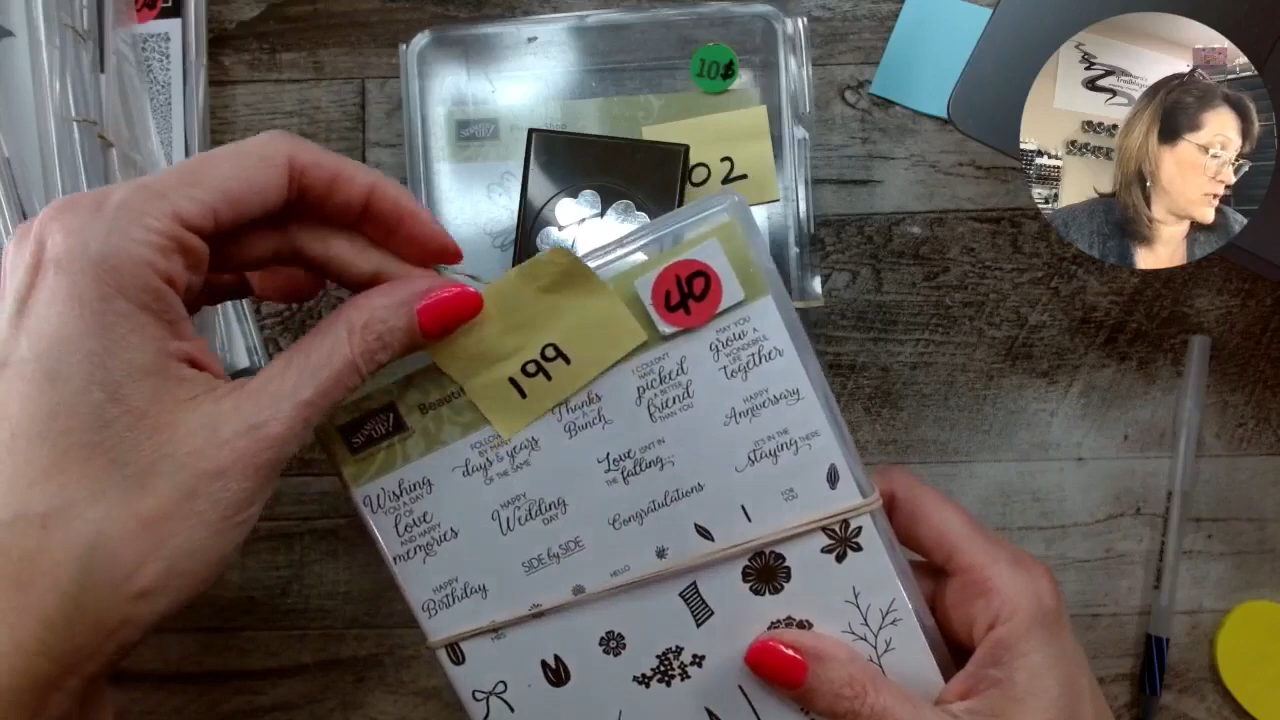 10$
STAMPIN' UP!
02
40
199
STAMPIN' UP!
MAY YOU
grow A
WONDERFUL
LIFE
together
I COULDN'T
HAVE
picked
A BETTER
friend
THAN YOU
Thanks
A
Bunch
HAPPY
Anniversary
FOLLOWED
BY MANY
days & years
OF THE SAME
Love ISN'T IN
THE falling...
IT'S IN THE
staying THERE
Wishing
YOU A DAY
OF
love
AND HAPPY
memories
HAPPY
Wedding
DAY
Congratulations
FOR
YOU
SIDE by SIDE
HELLO
HAPPY
Birthday
MRS